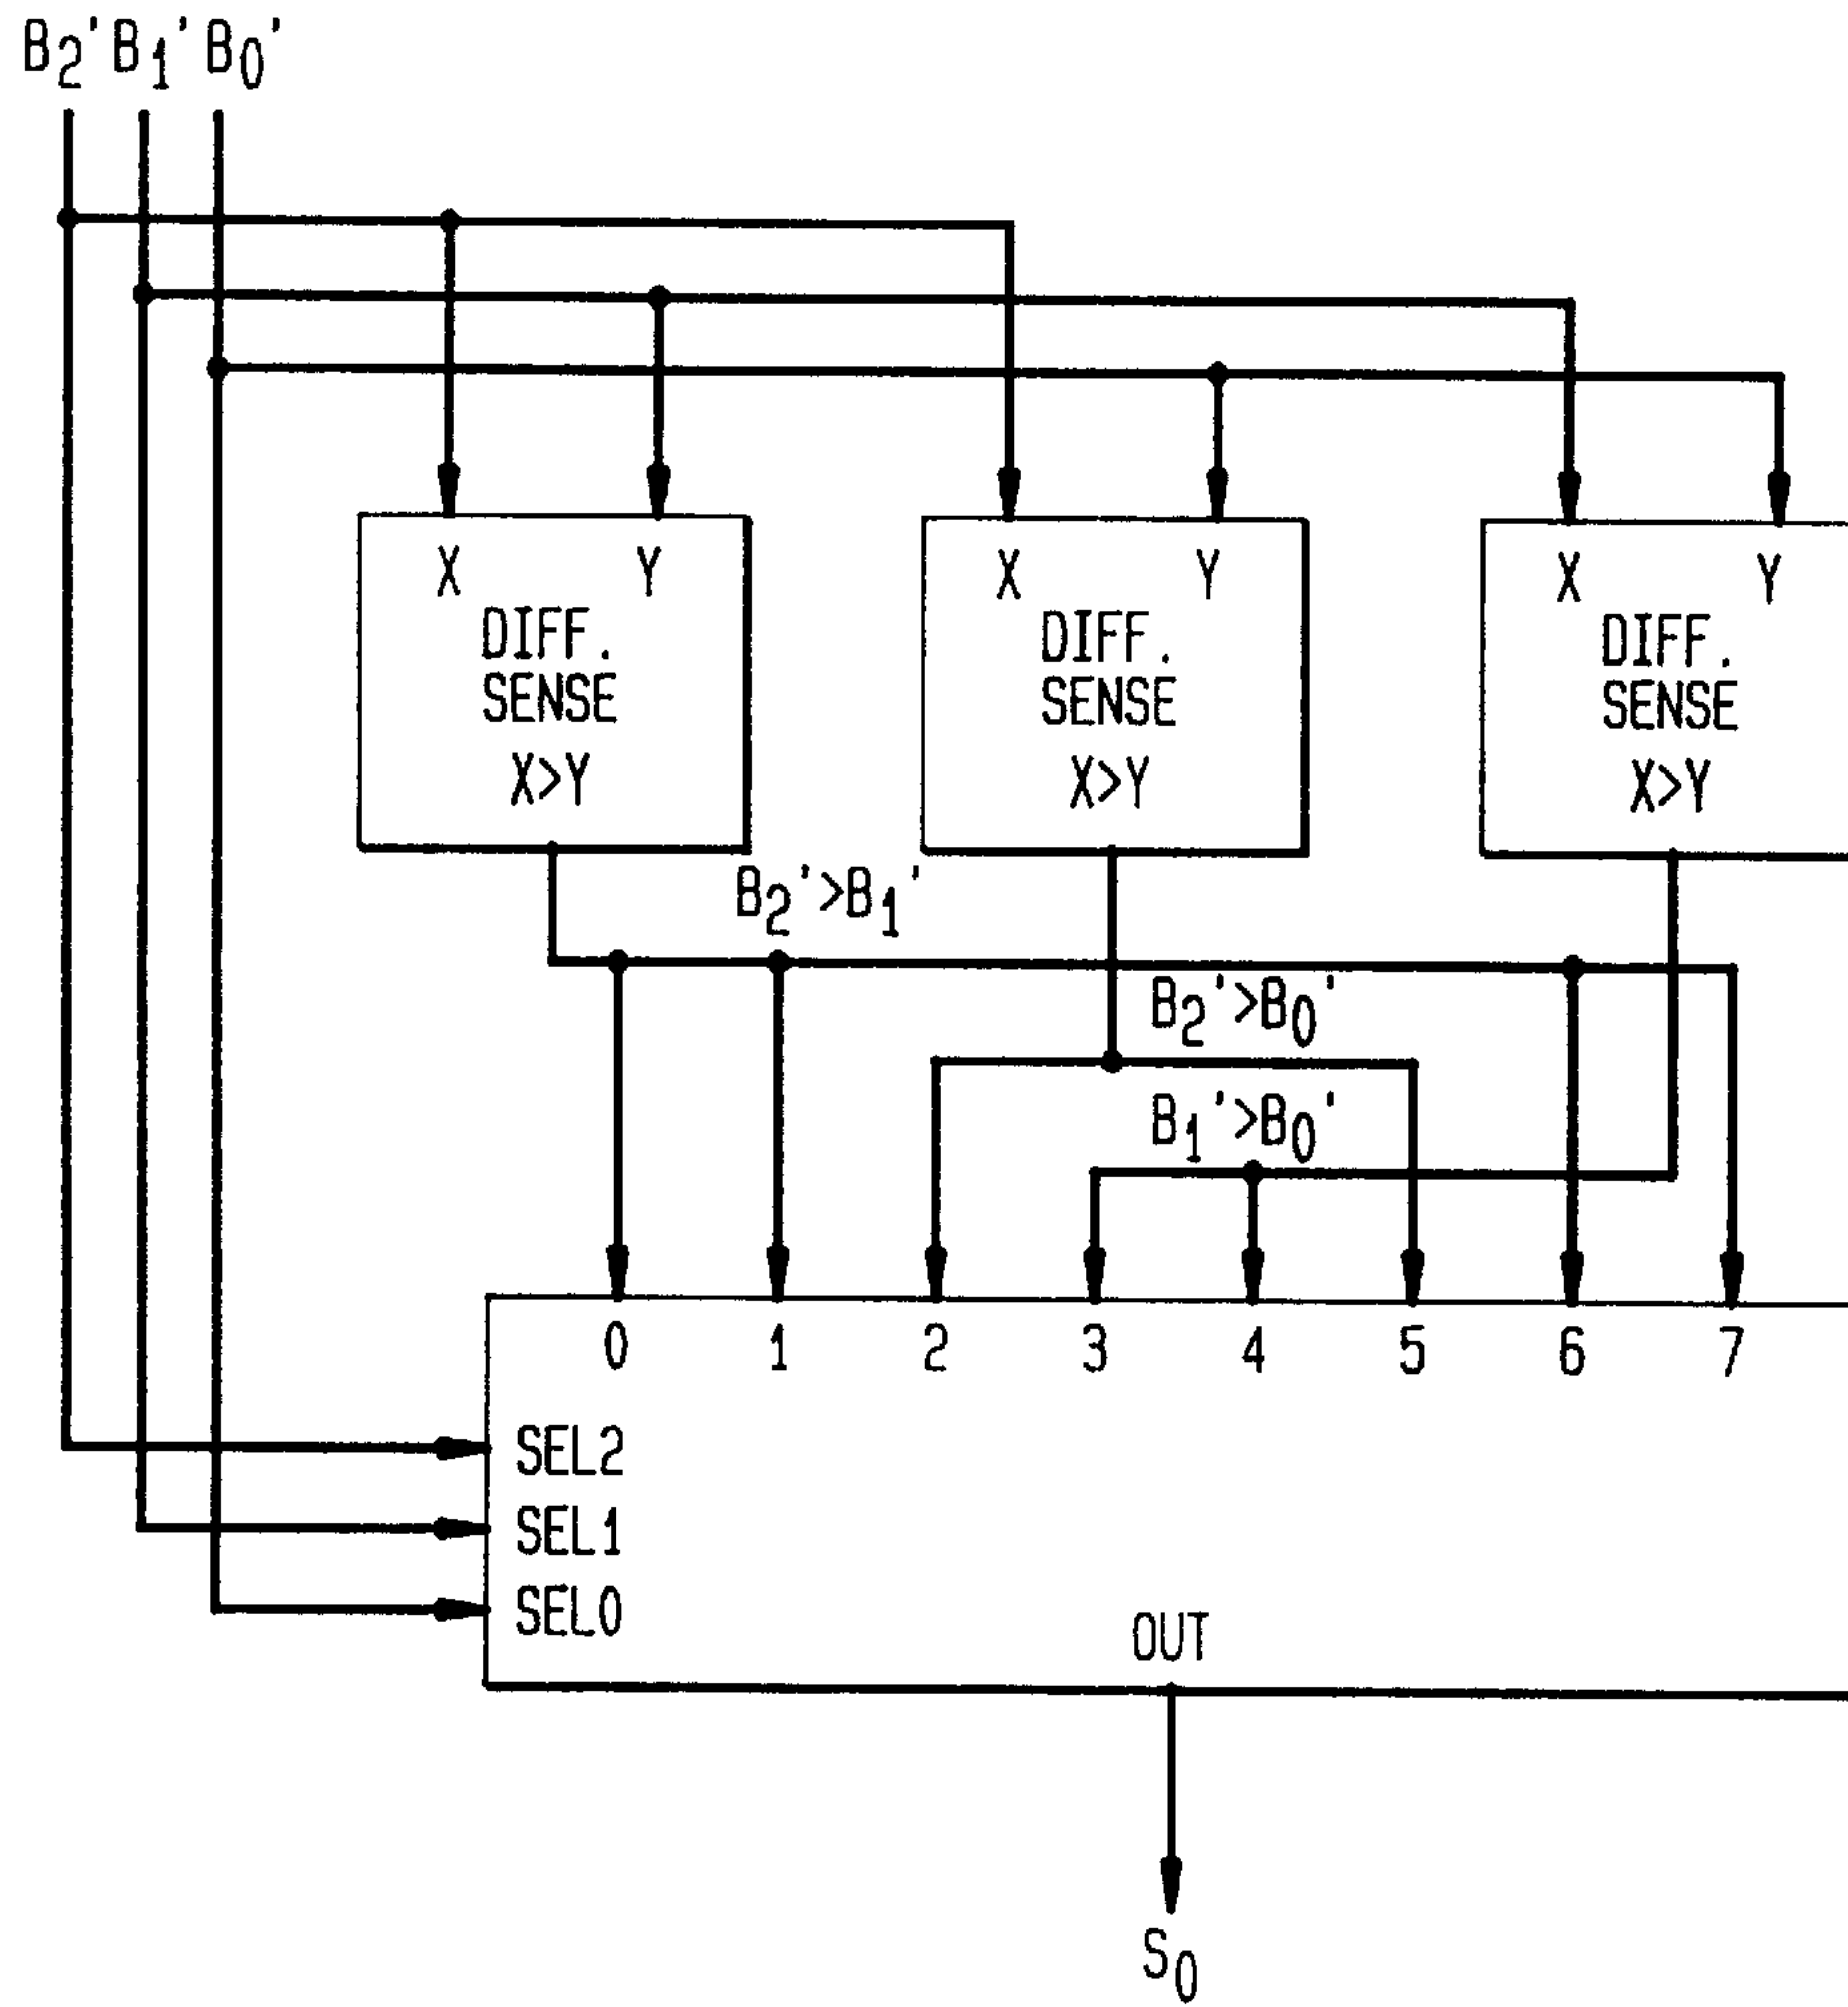 B2' B1' B0'
X Y
DIFF.
SENSE
X>Y
X Y
DIFF.
SENSE
X>Y
X Y
DIFF.
SENSE
X>Y
B2'>B1'
B2'>B0'
B1'>B0'
0 1 2 3 4 5 6 7
SEL2
SEL1
SEL0
OUT
S0